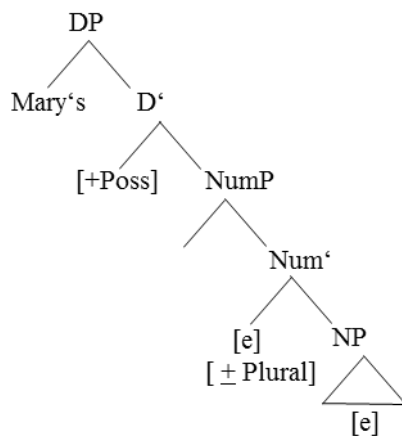 DP
Mary‘s D‘
[+Poss] NumP
Num‘
[e] NP
[ ± Plural]
[e]